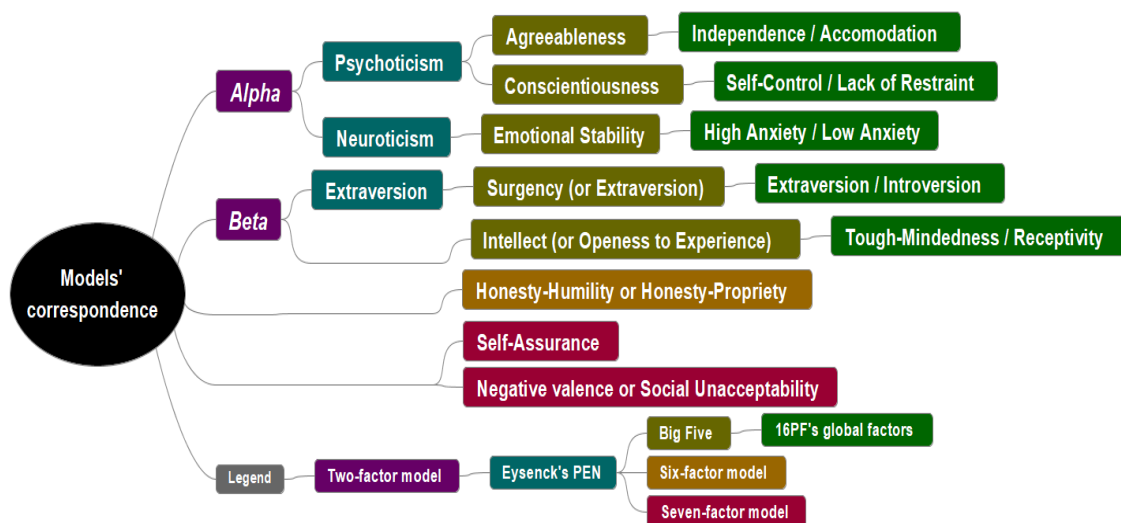 Models'
correspondence
Alpha
Psychoticism
Agreeableness
Independence / Accomodation
Conscientiousness
Self-Control / Lack of Restraint
Neuroticism
Emotional Stability
High Anxiety / Low Anxiety
Beta
Extraversion
Surgency (or Extraversion)
Extraversion / Introversion
Intellect (or Openess to Experience)
Tough-Mindedness / Receptivity
Honesty-Humility or Honesty-Propriety
Self-Assurance
Negative valence or Social Unacceptability
Legend
Two-factor model
Eysenck's PEN
Big Five
16PF's global factors
Six-factor model
Seven-factor model